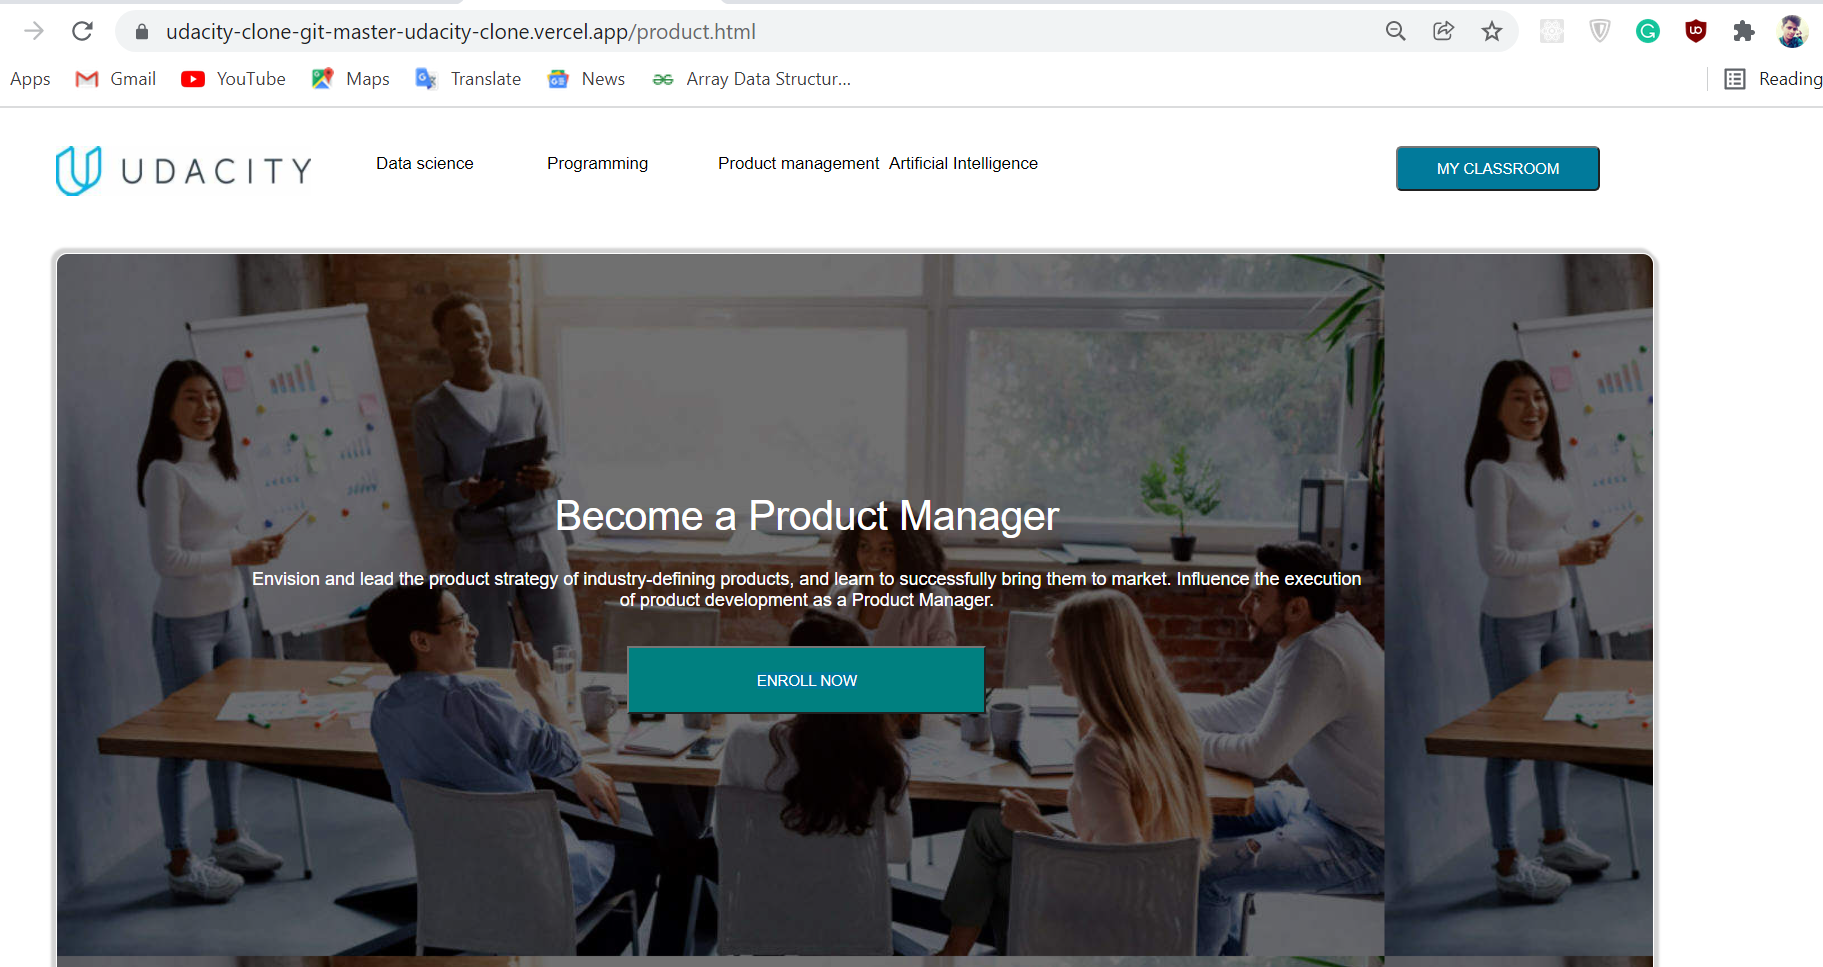 udacity-clone-git-master-udacity-clone.vercel.app/product.html
Apps Gmail YouTube Maps Translate News Array Data Structur... Reading
UDACITY Data science Programming Product management Artificial Intelligence MY CLASSROOM
Become a Product Manager
Envision and lead the product strategy of industry-defining products, and learn to successfully bring them to market. Influence the execution
of product development as a Product Manager.
ENROLL NOW